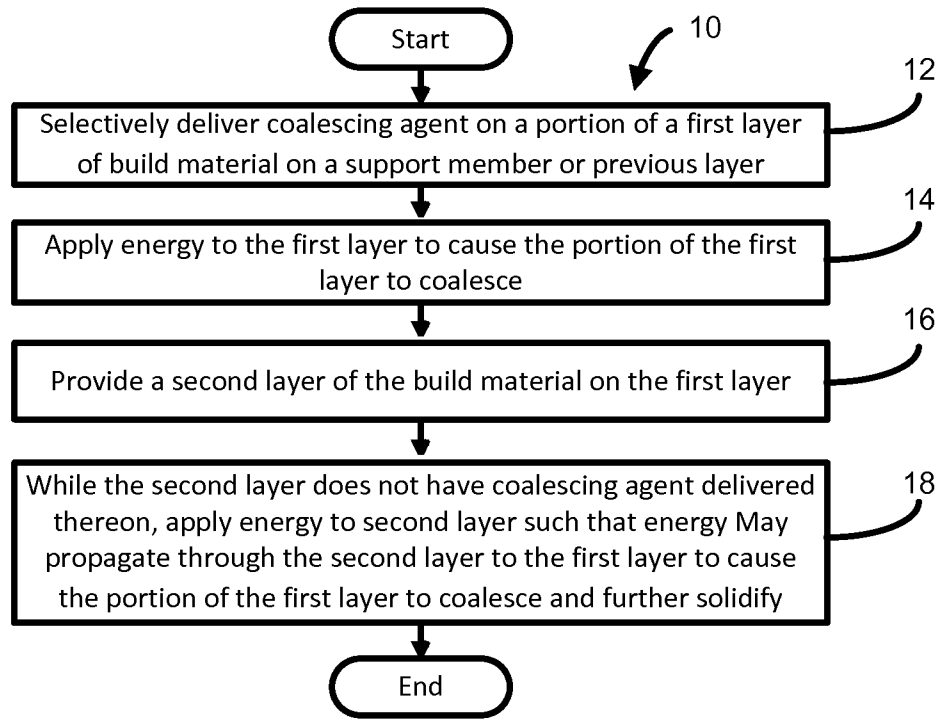 Start
10
12
Selectively deliver coalescing agent on a portion of a first layer
of build material on a support member or previous layer
14
Apply energy to the first layer to cause the portion of the first
layer to coalesce
16
Provide a second layer of the build material on the first layer
18
While the second layer does not have coalescing agent delivered
thereon, apply energy to second layer such that energy May
propagate through the second layer to the first layer to cause
the portion of the first layer to coalesce and further solidify
End